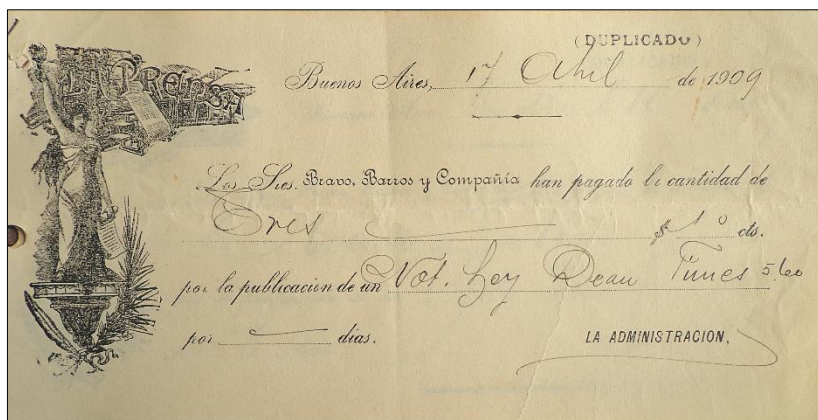 (DUPLICADO)
LA PRENSA
Buenos Aires, 17 Abril de 1909
Los Sres. Bravo, Barros y Compañía han pagado la cantidad de
Tres $ cts.
por la publicación de un Not. Ley Dean Funes 5.60
por días.
LA ADMINISTRACION,